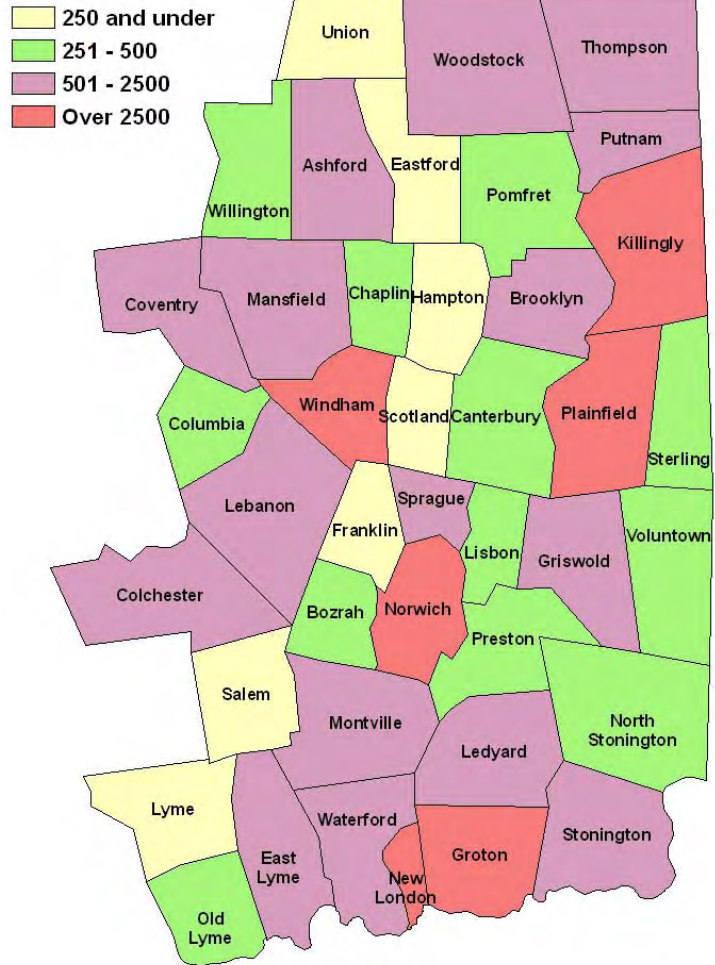 250 and under
251 - 500
501 - 2500
Over 2500
Union
Woodstock
Thompson
Putnam
Ashford
Eastford
Pomfret
Willington
Killingly
Coventry
Mansfield
Chaplin
Hampton
Brooklyn
Windham
Scotland
Canterbury
Plainfield
Columbia
Sterling
Lebanon
Sprague
Franklin
Lisbon
Griswold
Voluntown
Colchester
Bozrah
Norwich
Preston
Salem
Montville
North
Stonington
Ledyard
Lyme
Waterford
Stonington
East
Lyme
Groton
New
London
Old
Lyme